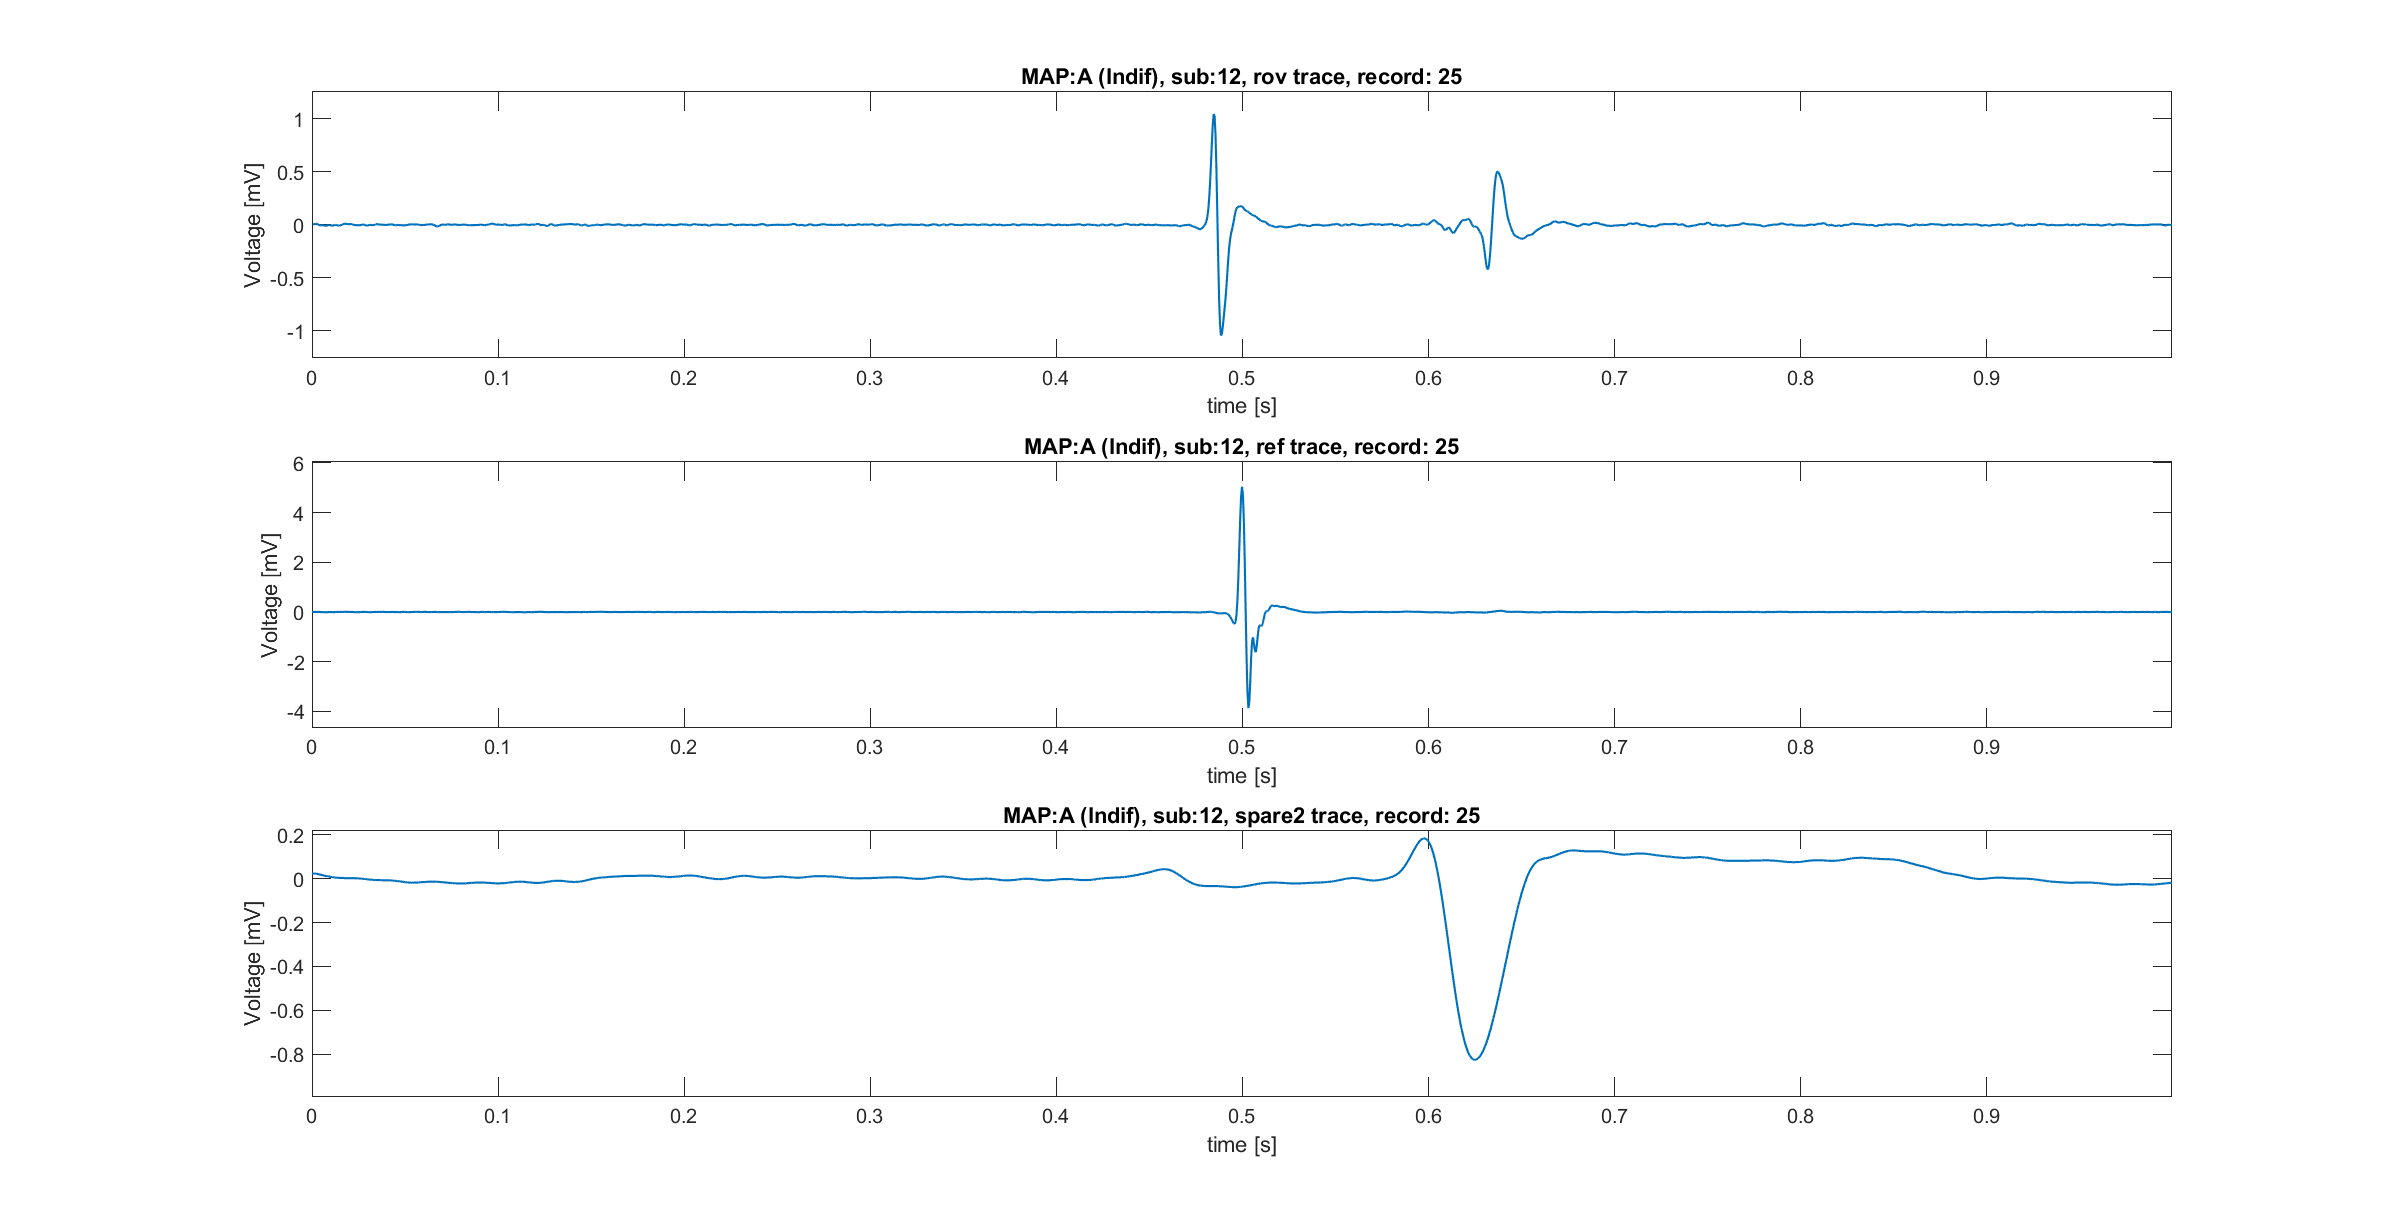 MAP:A (Indif), sub:12, rov trace, record: 25
Voltage [mV]
1
0.5
0
-0.5
-1
0 0.1 0.2 0.3 0.4 0.5 0.6 0.7 0.8 0.9
time [s]
MAP:A (Indif), sub:12, ref trace, record: 25
Voltage [mV]
6
4
2
0
-2
-4
0 0.1 0.2 0.3 0.4 0.5 0.6 0.7 0.8 0.9
time [s]
MAP:A (Indif), sub:12, spare2 trace, record: 25
Voltage [mV]
0.2
0
-0.2
-0.4
-0.6
-0.8
0 0.1 0.2 0.3 0.4 0.5 0.6 0.7 0.8 0.9
time [s]